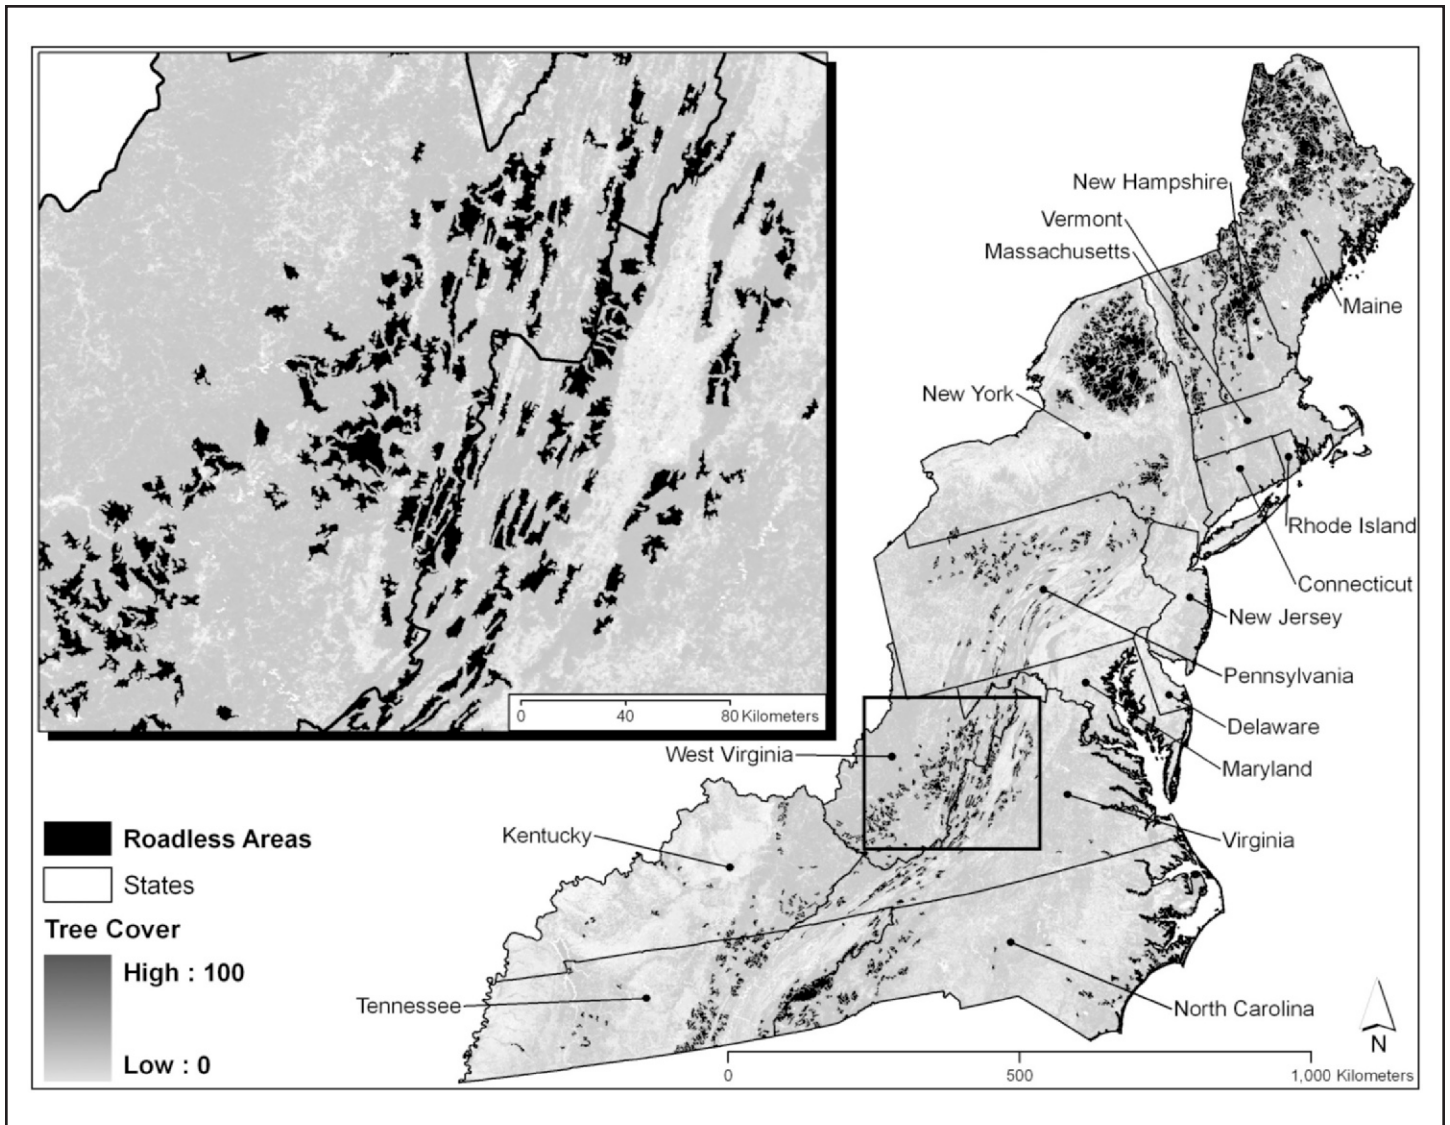 New Hampshire
Vermont
Massachusetts
Maine
New York
Rhode Island
Connecticut
New Jersey
Pennsylvania
0 40 80 Kilometers
Delaware
West Virginia
Maryland
Kentucky
Virginia
Roadless Areas
States
Tree Cover
High : 100
Low : 0
Tennessee
North Carolina
N
0 500 1,000 Kilometers